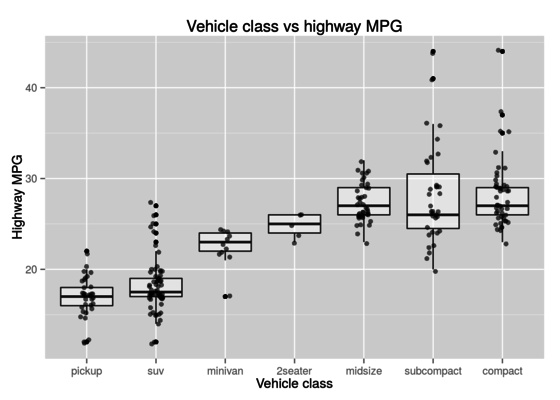 Vehicle class vs highway MPG
Highway MPG
40
30
20
pickup suv minivan 2seater midsize subcompact compact
Vehicle class